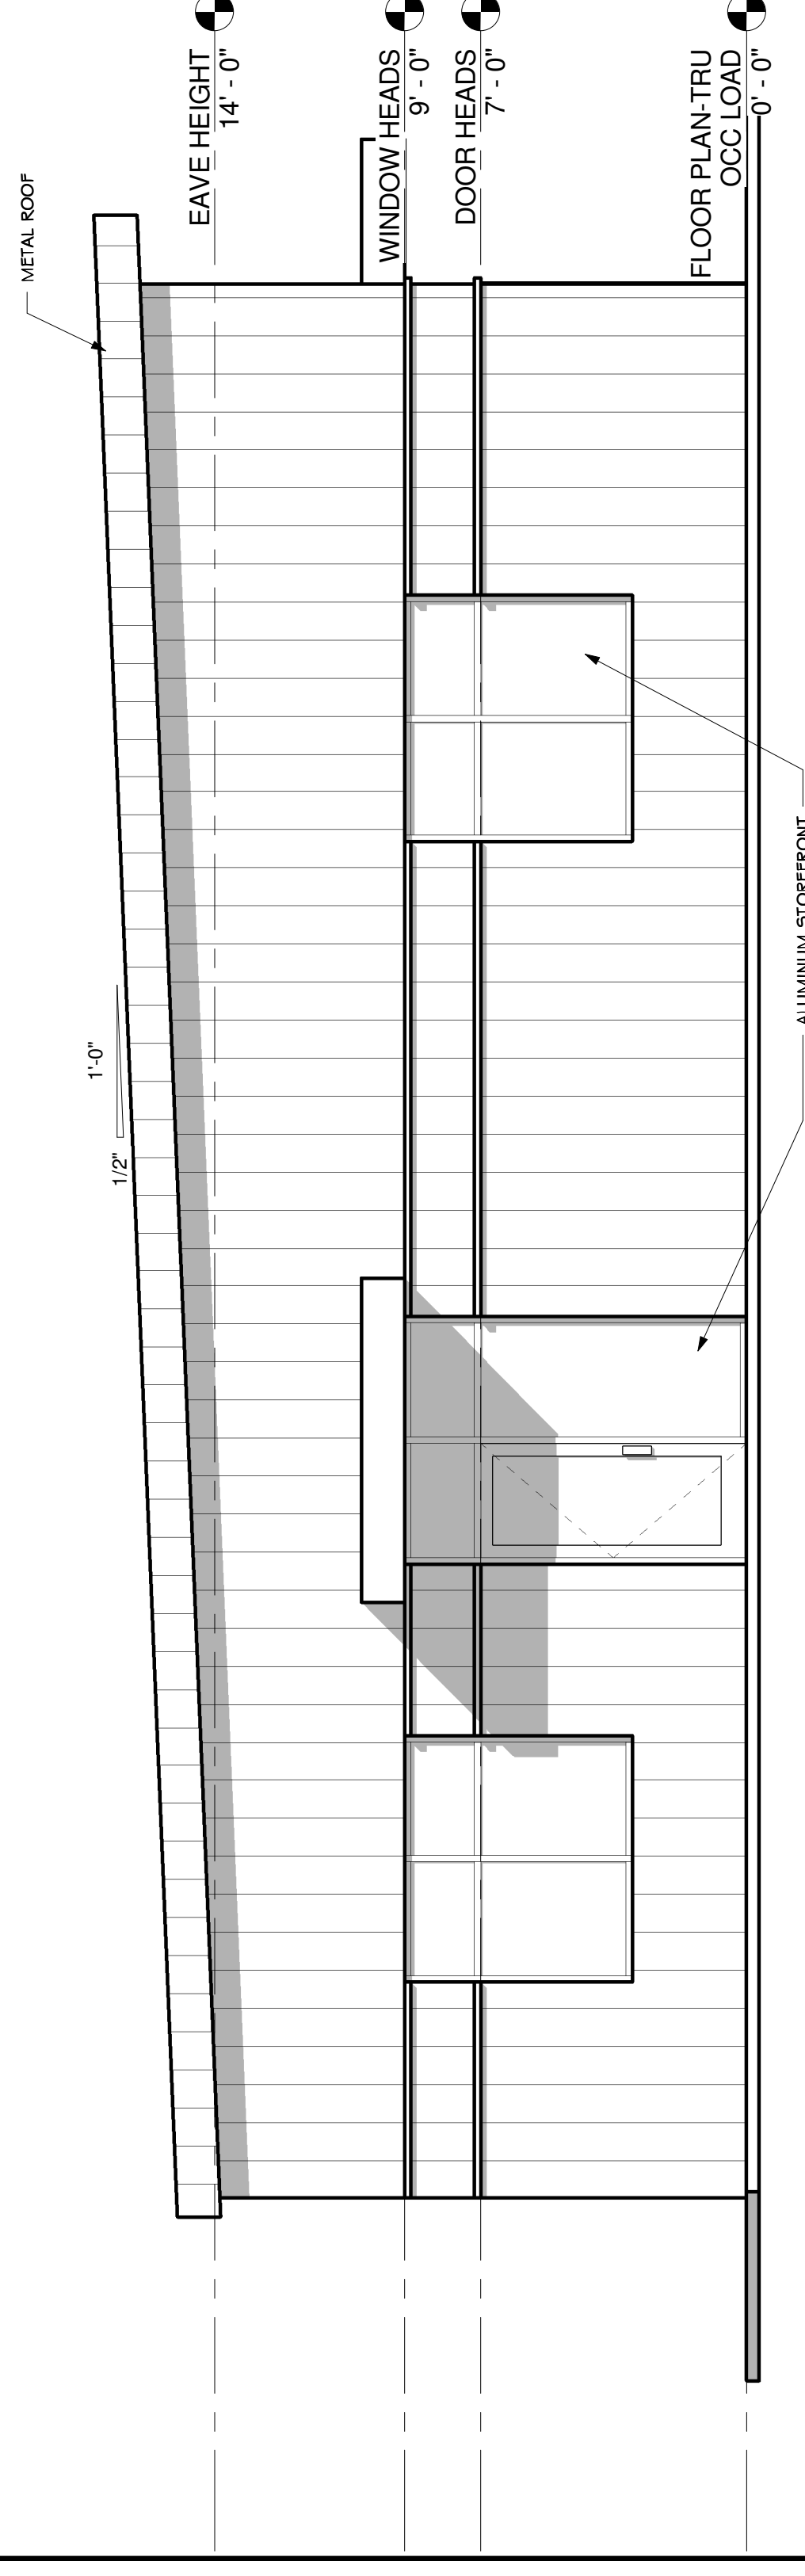 METAL ROOF
EAVE HEIGHT
14' - 0"
WINDOW HEADS
9' - 0"
DOOR HEADS
7' - 0"
FLOOR PLAN-TRU
OCC LOAD
0' - 0"
1'-0"
1/2"
ALUMINUM STOREFRONT